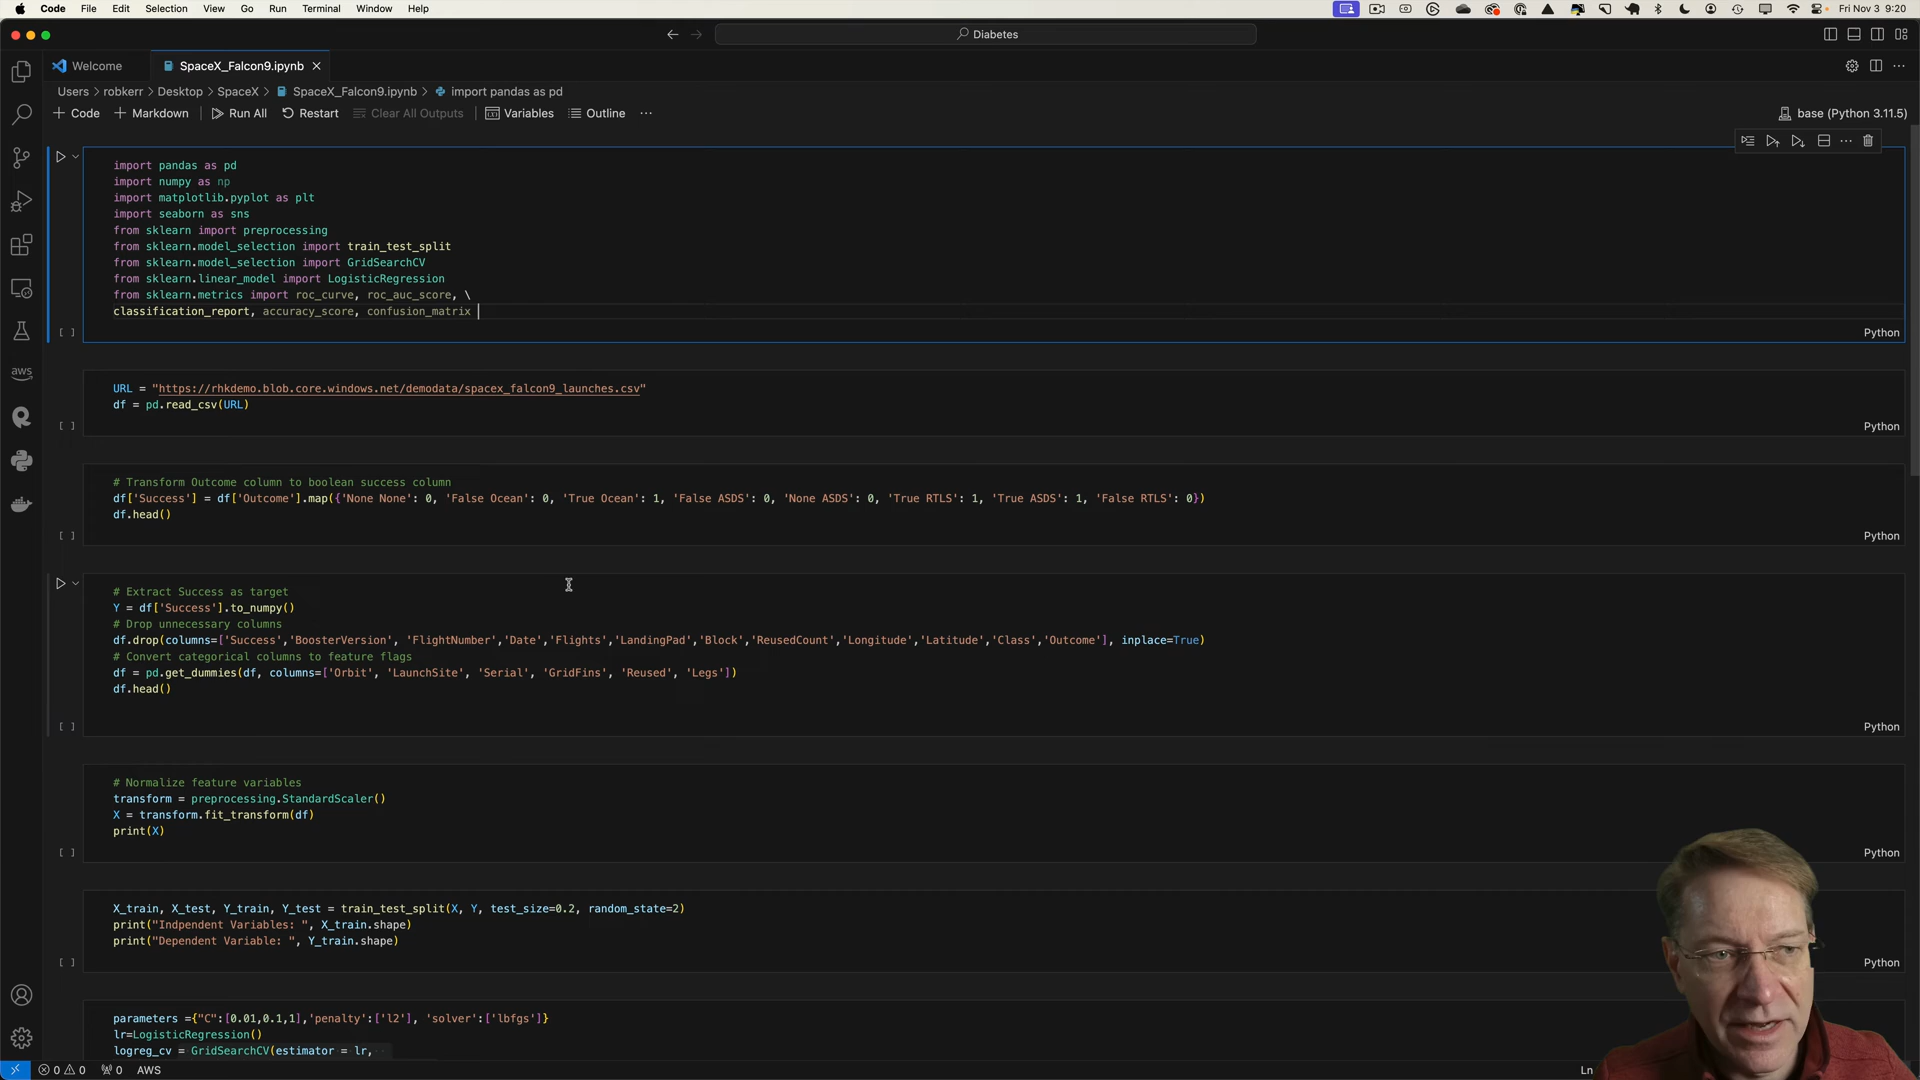 Code File Edit Selection View Go Run Terminal Window Help Fri Nov 3 9:20
Diabetes
Welcome SpaceX_Falcon9.ipynb
Users > robkerr > Desktop > SpaceX > SpaceX_Falcon9.ipynb > import pandas as pd
+ Code + Markdown Run All Restart Clear All Outputs Variables Outline ... base (Python 3.11.5)
import pandas as pd
import numpy as np
import matplotlib.pyplot as plt
import seaborn as sns
from sklearn import preprocessing
from sklearn.model_selection import train_test_split
from sklearn.model_selection import GridSearchCV
from sklearn.linear_model import LogisticRegression
from sklearn.metrics import roc_curve, roc_auc_score, \
classification_report, accuracy_score, confusion_matrix
[ ] Python
URL = "https://rhkdemo.blob.core.windows.net/demodata/spacex_falcon9_launches.csv"
df = pd.read_csv(URL)
[ ] Python
# Transform Outcome column to boolean success column
df['Success'] = df['Outcome'].map({'None None': 0, 'False Ocean': 0, 'True Ocean': 1, 'False ASDS': 0, 'None ASDS': 0, 'True RTLS': 1, 'True ASDS': 1, 'False RTLS': 0})
df.head()
[ ] Python
# Extract Success as target
Y = df['Success'].to_numpy()
# Drop unnecessary columns
df.drop(columns=['Success','BoosterVersion', 'FlightNumber','Date','Flights','LandingPad','Block','ReusedCount','Longitude','Latitude','Class','Outcome'], inplace=True)
# Convert categorical columns to feature flags
df = pd.get_dummies(df, columns=['Orbit', 'LaunchSite', 'Serial', 'GridFins', 'Reused', 'Legs'])
df.head()
[ ] Python
# Normalize feature variables
transform = preprocessing.StandardScaler()
X = transform.fit_transform(df)
print(X)
[ ] Python
X_train, X_test, Y_train, Y_test = train_test_split(X, Y, test_size=0.2, random_state=2)
print("Indpendent Variables: ", X_train.shape)
print("Dependent Variable: ", Y_train.shape)
[ ] Python
parameters ={"C":[0.01,0.1,1],'penalty':['l2'], 'solver':['lbfgs']}
lr=LogisticRegression()
logreg_cv = GridSearchCV(estimator = lr,
aws
0 0 0 AWS Ln